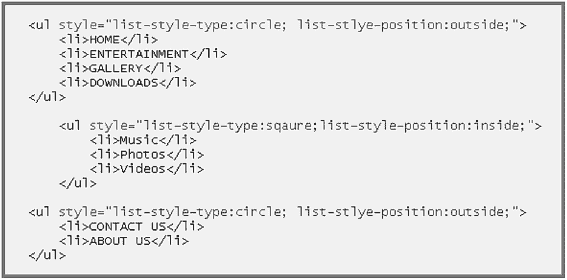 <ul style="list-style-type:circle; list-stlye-position:outside;">
<li>HOME</li>
<li>ENTERTAINMENT</li>
<li>GALLERY</li>
<li>DOWNLOADS</li>
</ul>
<ul style="list-style-type:sqaure;list-style-position:inside;">
<li>Music</li>
<li>Photos</li>
<li>Videos</li>
</ul>
<ul style="list-style-type:circle; list-stlye-position:outside;">
<li>CONTACT US</li>
<li>ABOUT US</li>
</ul>